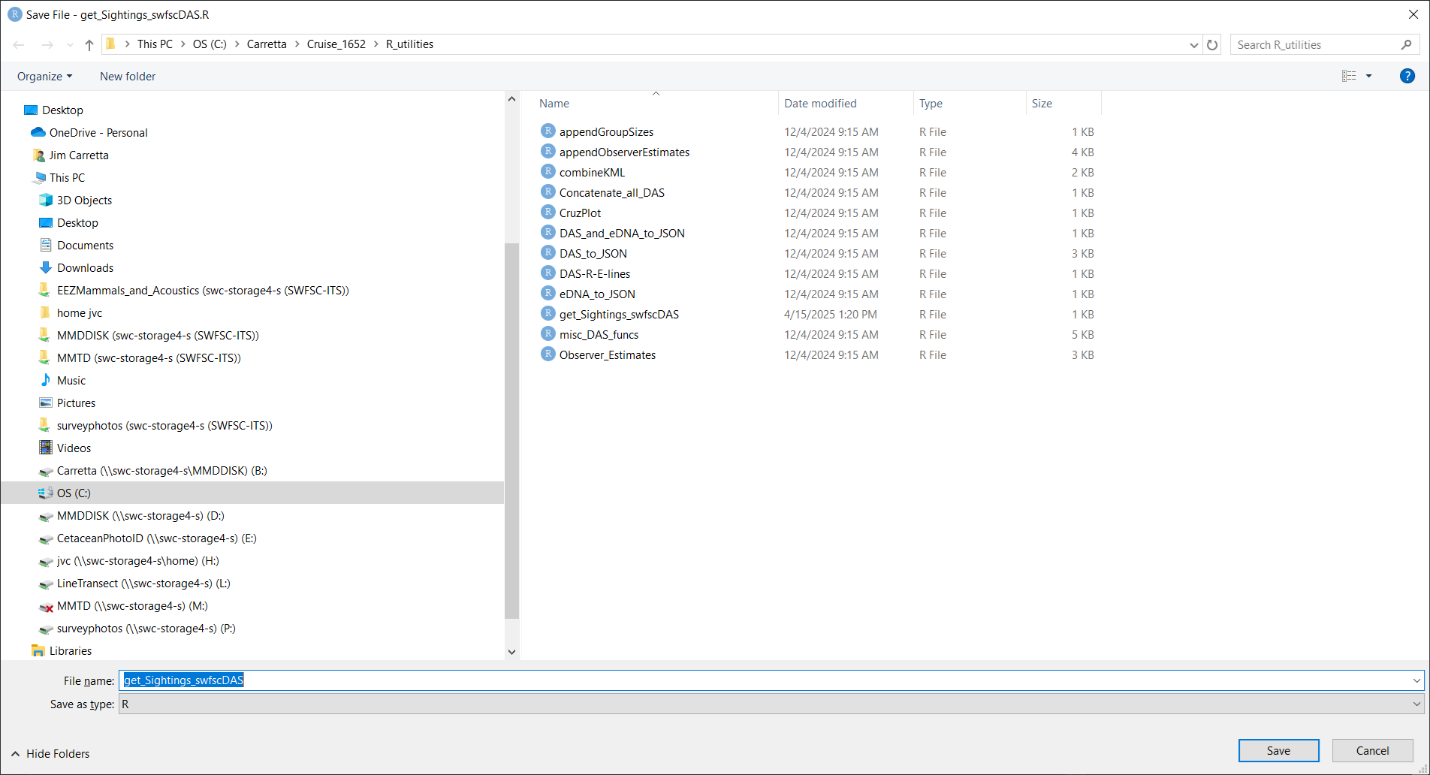 Save File - get_Sightings_swfscDAS.R
This PC > OS (C:) > Carretta > Cruise_1652 > R_utilities
Search R_utilities
Organize
New folder
Desktop
OneDrive - Personal
Jim Carretta
This PC
3D Objects
Desktop
Documents
Downloads
EEZMammals_and_Acoustics (swc-storage4-s (SWFSC-ITS))
home jvc
MMDDISK (swc-storage4-s (SWFSC-ITS))
MMTD (swc-storage4-s (SWFSC-ITS))
Music
Pictures
surveyphotos (swc-storage4-s (SWFSC-ITS))
Videos
Carretta (\\swc-storage4-s\MMDDISK) (B:)
OS (C:)
MMDDISK (\\swc-storage4-s) (D:)
CetaceanPhotoID (\\swc-storage4-s) (E:)
jvc (\\swc-storage4-s\home) (H:)
LineTransect (\\swc-storage4-s) (L:)
MMTD (\\swc-storage4-s) (M:)
surveyphotos (\\swc-storage4-s) (P:)
Libraries
Name Date modified Type Size
appendGroupSizes 12/4/2024 9:15 AM R File 1 KB
appendObserverEstimates 12/4/2024 9:15 AM R File 4 KB
combineKML 12/4/2024 9:15 AM R File 2 KB
Concatenate_all_DAS 12/4/2024 9:15 AM R File 1 KB
CruzPlot 12/4/2024 9:15 AM R File 1 KB
DAS_and_eDNA_to_JSON 12/4/2024 9:15 AM R File 1 KB
DAS_to_JSON 12/4/2024 9:15 AM R File 3 KB
DAS-R-E-lines 12/4/2024 9:15 AM R File 1 KB
eDNA_to_JSON 12/4/2024 9:15 AM R File 1 KB
get_Sightings_swfscDAS 4/15/2025 1:20 PM R File 1 KB
misc_DAS_funcs 12/4/2024 9:15 AM R File 5 KB
Observer_Estimates 12/4/2024 9:15 AM R File 3 KB
File name: get_Sightings_swfscDAS
Save as type: R
Hide Folders
Save
Cancel